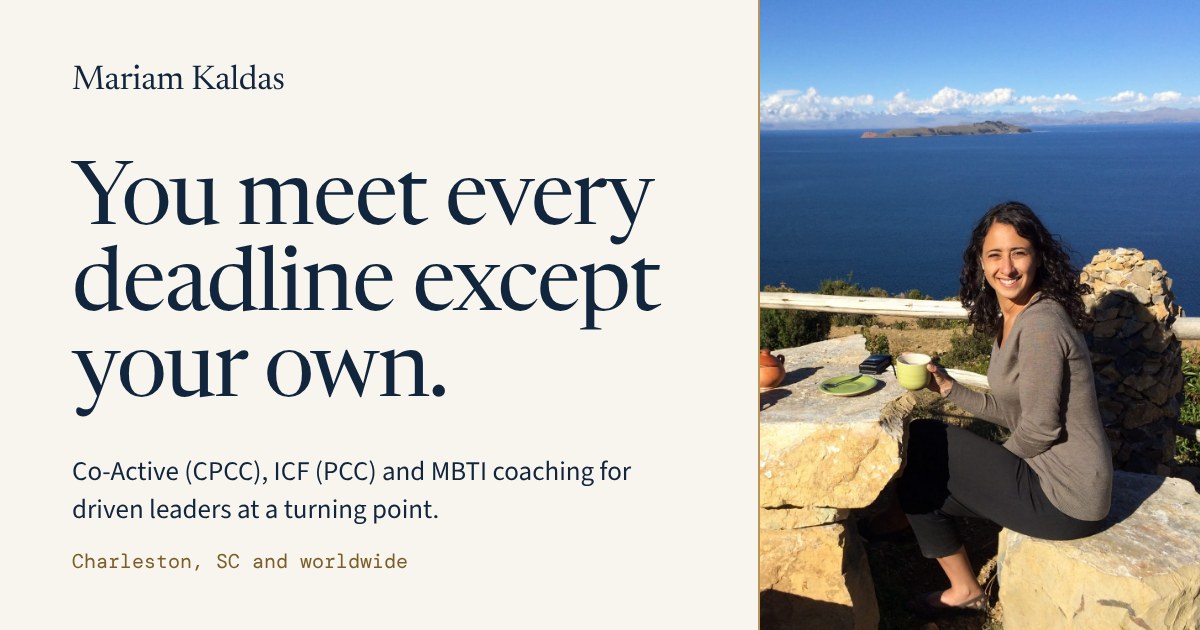 Mariam Kaldas
You meet every
deadline except
your own.
Co-Active (CPCC), ICF (PCC) and MBTI coaching for
driven leaders at a turning point.
Charleston, SC and worldwide